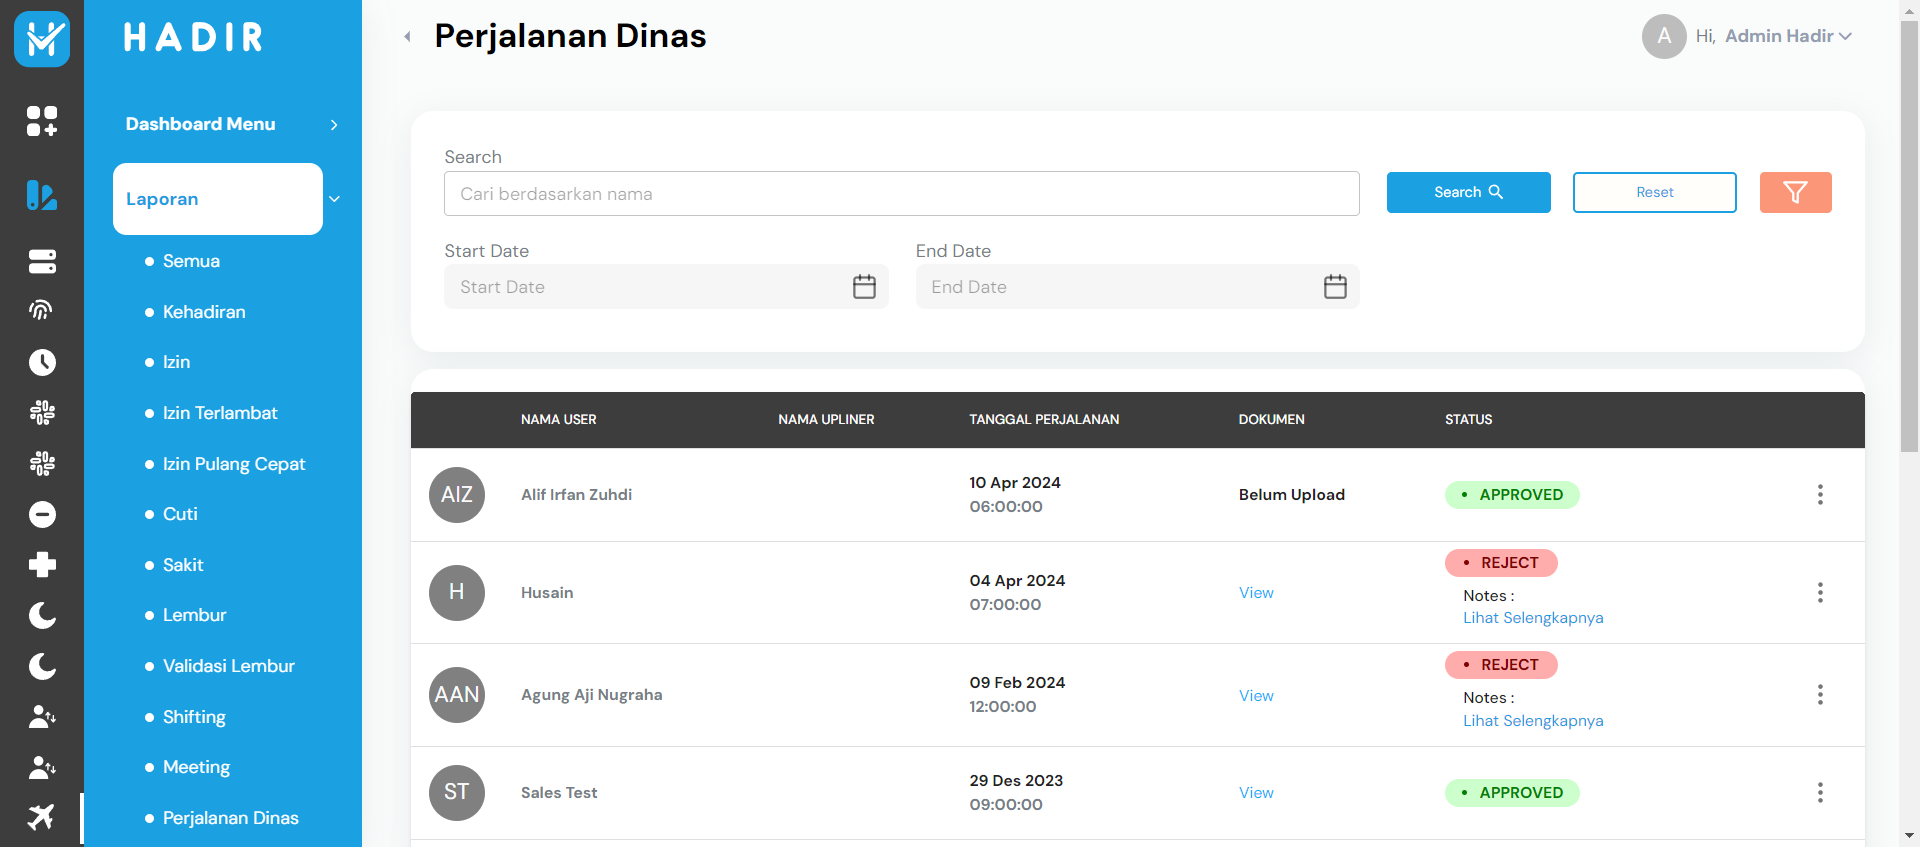 HADIR
Perjalanan Dinas
A
Hi, Admin Hadir
Dashboard Menu
Laporan
Semua
Kehadiran
Izin
Izin Terlambat
Izin Pulang Cepat
Cuti
Sakit
Lembur
Validasi Lembur
Shifting
Meeting
Perjalanan Dinas
Search
Cari berdasarkan nama
Search
Reset
Start Date
End Date
Start Date
End Date
NAMA USER NAMA UPLINER TANGGAL PERJALANAN DOKUMEN STATUS
AIZ Alif Irfan Zuhdi 10 Apr 2024 Belum Upload • APPROVED
06:00:00
H Husain 04 Apr 2024 View • REJECT
07:00:00 Notes :
Lihat Selengkapnya
AAN Agung Aji Nugraha 09 Feb 2024 View • REJECT
12:00:00 Notes :
Lihat Selengkapnya
ST Sales Test 29 Des 2023 View • APPROVED
09:00:00